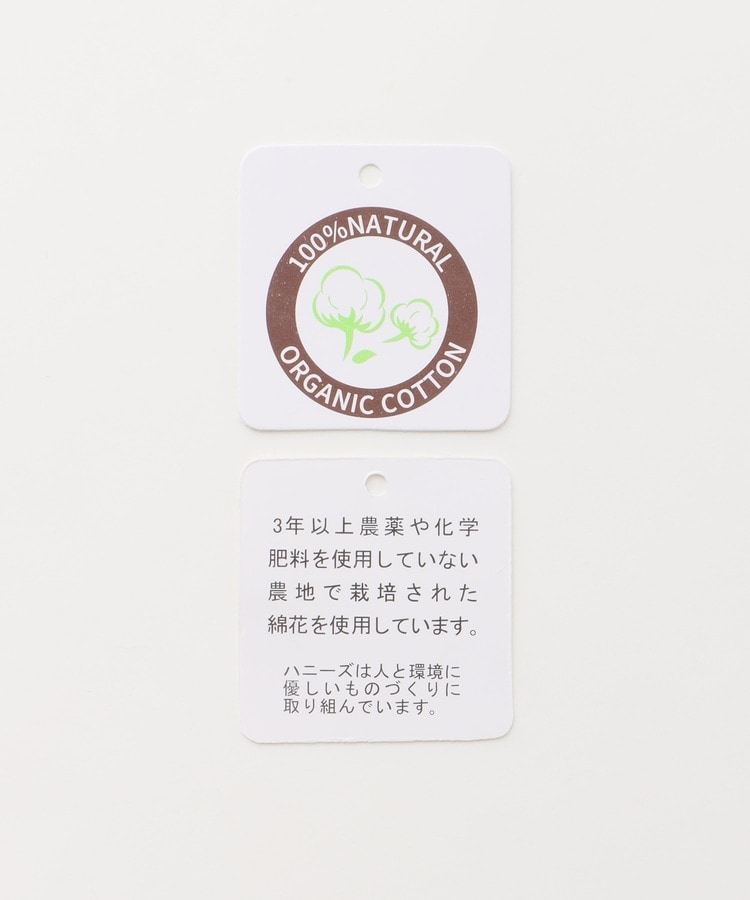 100%NATURAL
ORGANIC COTTON
3年以上農薬や化学
肥料を使用していない
農地で栽培された
綿花を使用しています。
ハニーズは人と環境に
優しいものづくりに
取り組んでいます。